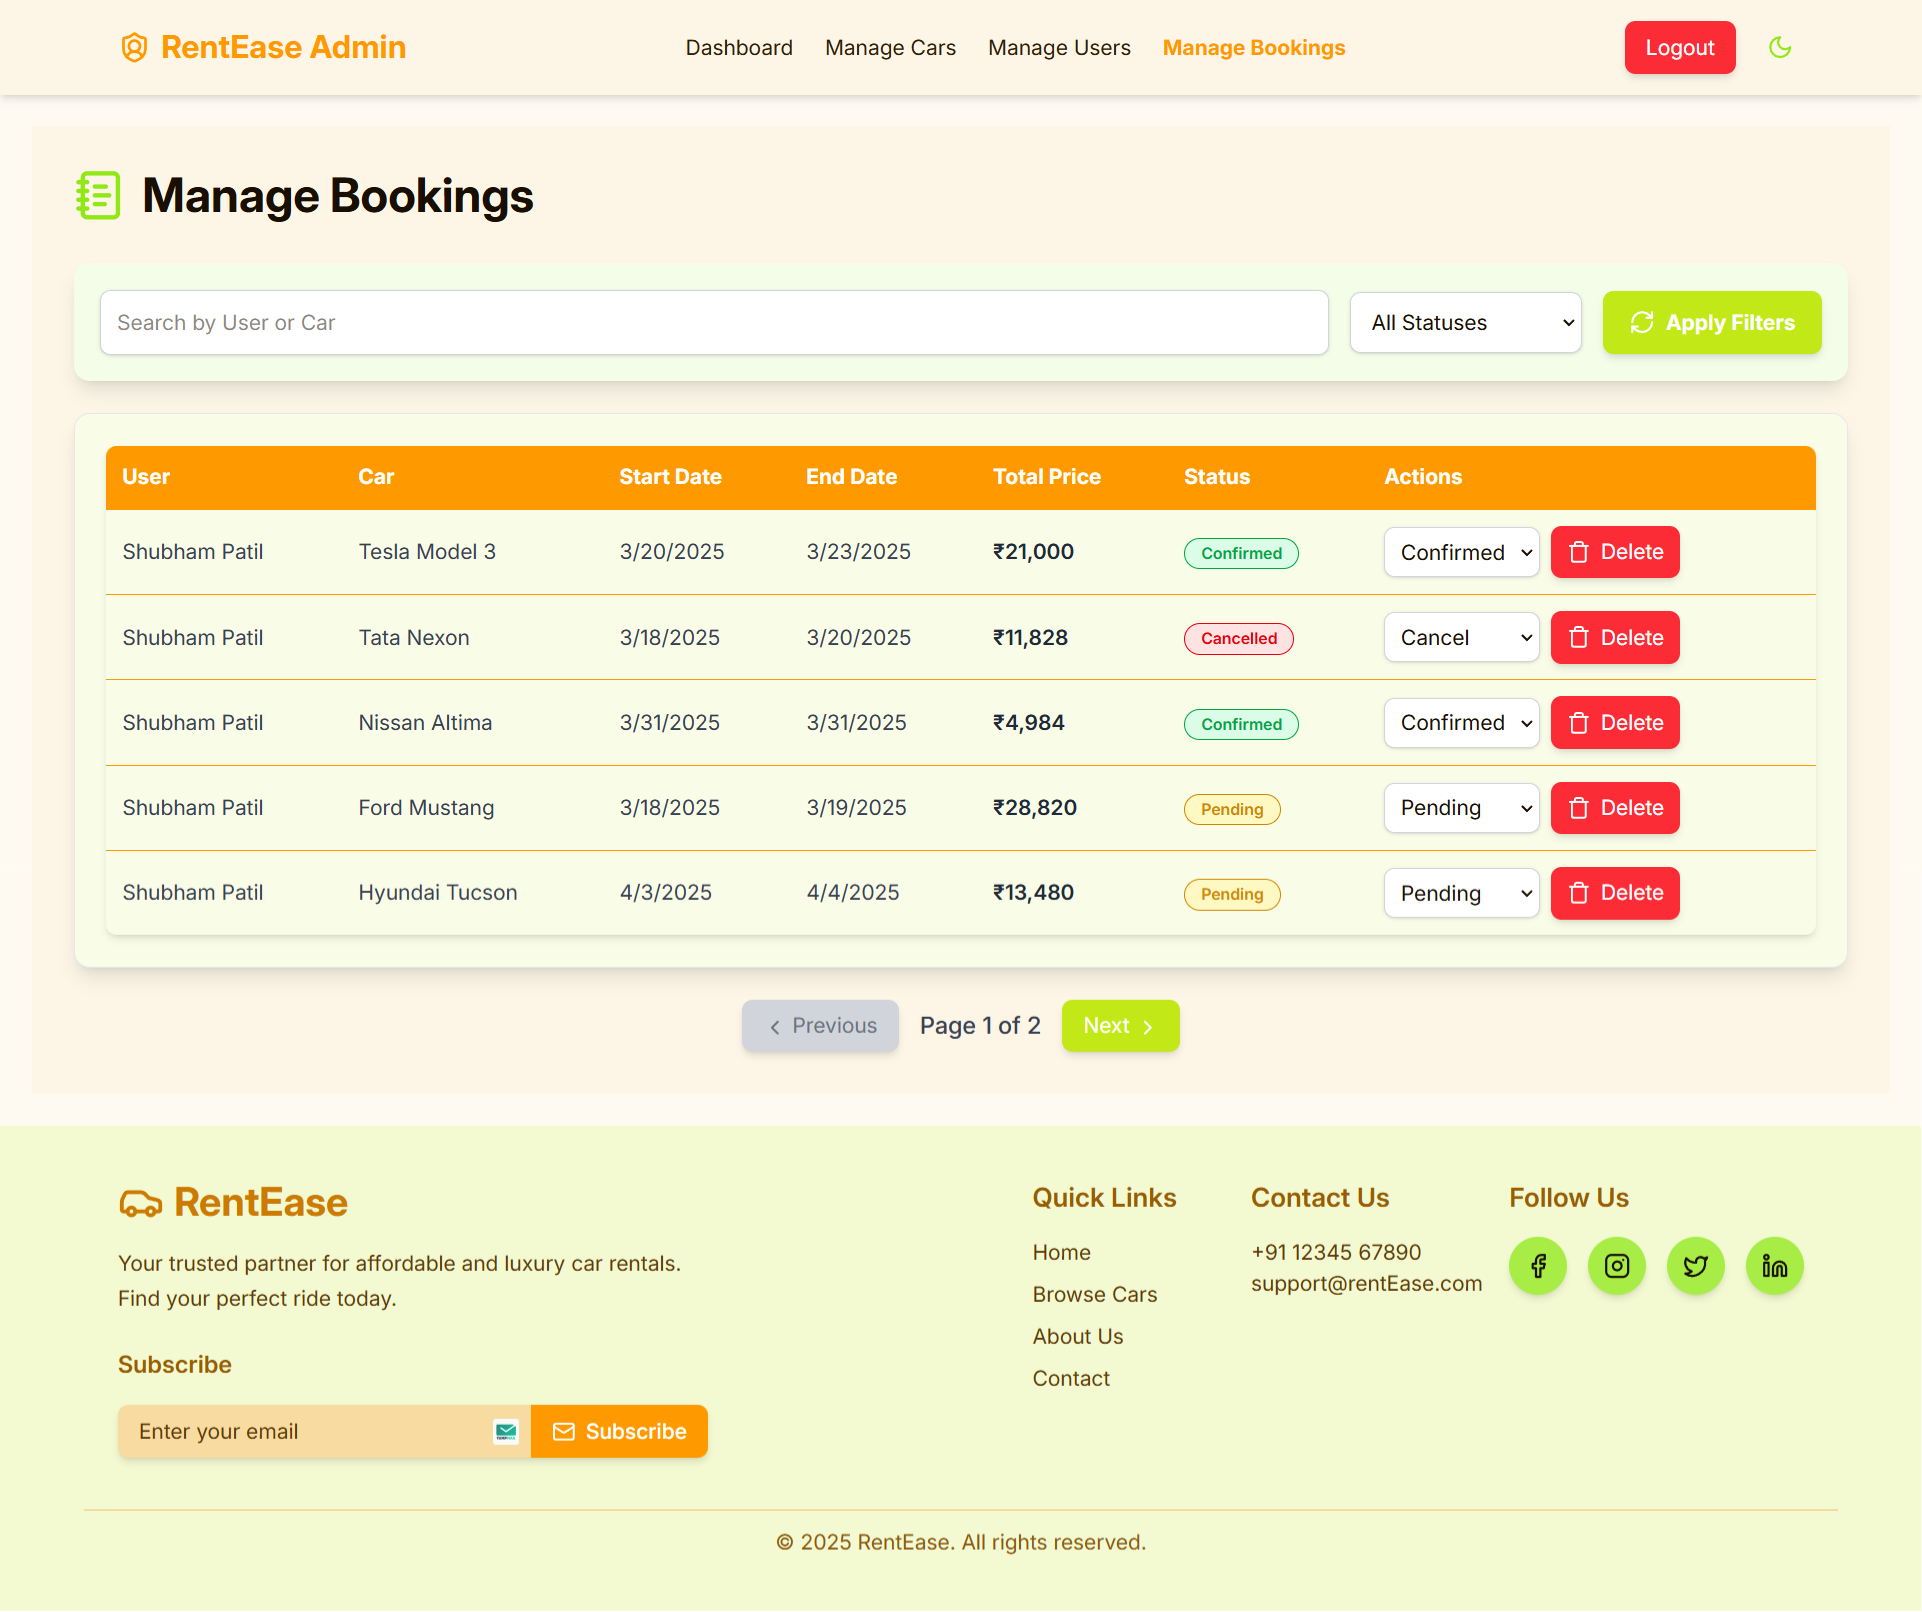 RentEase Admin
Dashboard Manage Cars Manage Users Manage Bookings
Logout
Manage Bookings
Search by User or Car
All Statuses
Apply Filters
User Car Start Date End Date Total Price Status Actions
Shubham Patil Tesla Model 3 3/20/2025 3/23/2025 ₹21,000 Confirmed Confirmed Delete
Shubham Patil Tata Nexon 3/18/2025 3/20/2025 ₹11,828 Cancelled Cancel Delete
Shubham Patil Nissan Altima 3/31/2025 3/31/2025 ₹4,984 Confirmed Confirmed Delete
Shubham Patil Ford Mustang 3/18/2025 3/19/2025 ₹28,820 Pending Pending Delete
Shubham Patil Hyundai Tucson 4/3/2025 4/4/2025 ₹13,480 Pending Pending Delete
Previous Page 1 of 2 Next
RentEase
Your trusted partner for affordable and luxury car rentals.
Find your perfect ride today.
Subscribe
Enter your email
Subscribe
Quick Links
Home
Browse Cars
About Us
Contact
Contact Us
+91 12345 67890
support@rentEase.com
Follow Us
© 2025 RentEase. All rights reserved.